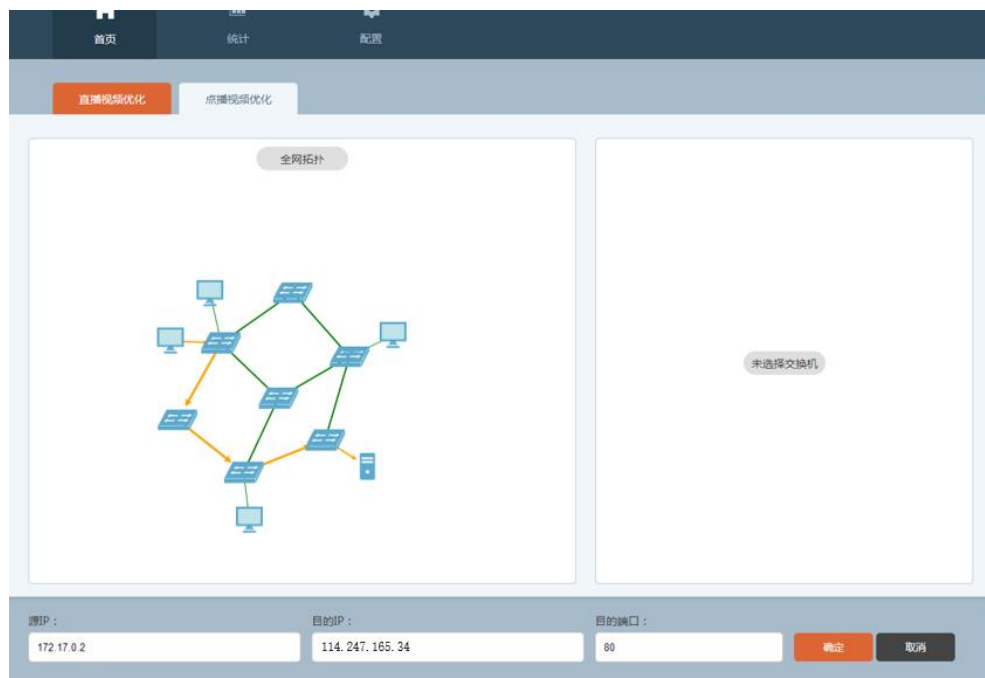 首页
统计
配置
直播视频优化
点播视频优化
全网拓扑
未选择交换机
源IP：
目的IP：
目的端口：
172.17.0.2
114.247.165.34
80
确定
取消